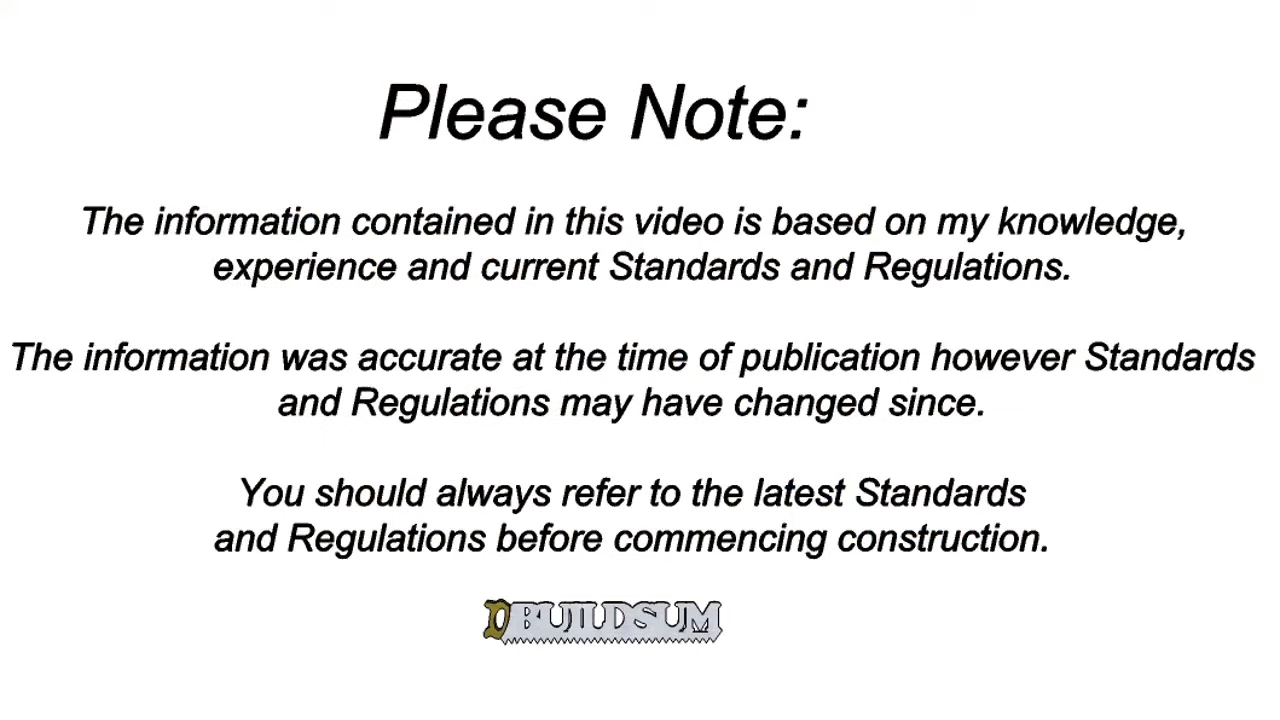 Please Note:
The information contained in this video is based on my knowledge,
experience and current Standards and Regulations.
The information was accurate at the time of publication however Standards
and Regulations may have changed since.
You should always refer to the latest Standards
and Regulations before commencing construction.
BUILDSUM